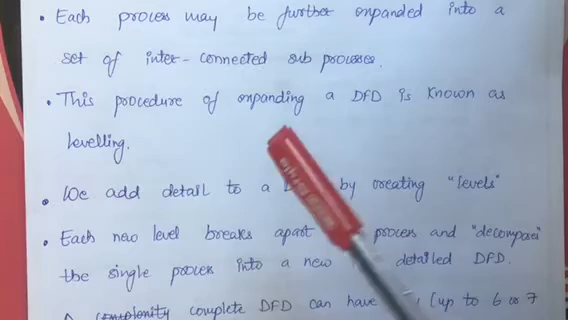 • Each process may be further expanded into a
set of inter-connected sub processes.
• This procedure of expanding a DFD is known as
levelling.
• We add detail to a by creating "levels"
• Each new level breaks apart process and "decomposes"
the single process into a new detailed DFD.
complete DFD can have (up to 6 or 7